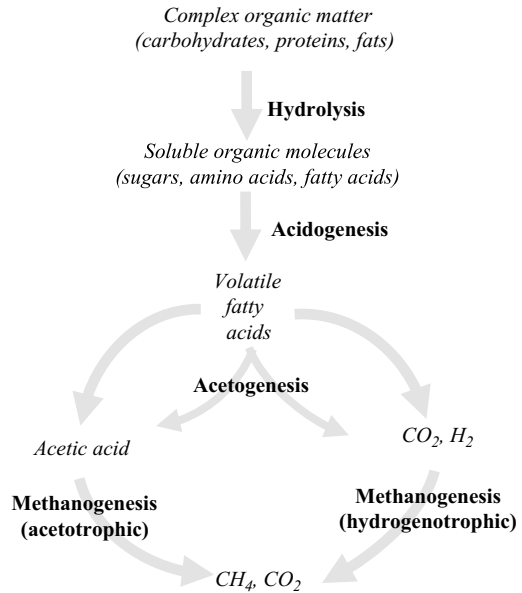 Complex organic matter
(carbohydrates, proteins, fats)
Hydrolysis
Soluble organic molecules
(sugars, amino acids, fatty acids)
Acidogenesis
Volatile
fatty
acids
Acetogenesis
Acetic acid
CO₂, H₂
Methanogenesis
(acetotrophic)
Methanogenesis
(hydrogenotrophic)
CH₄, CO₂